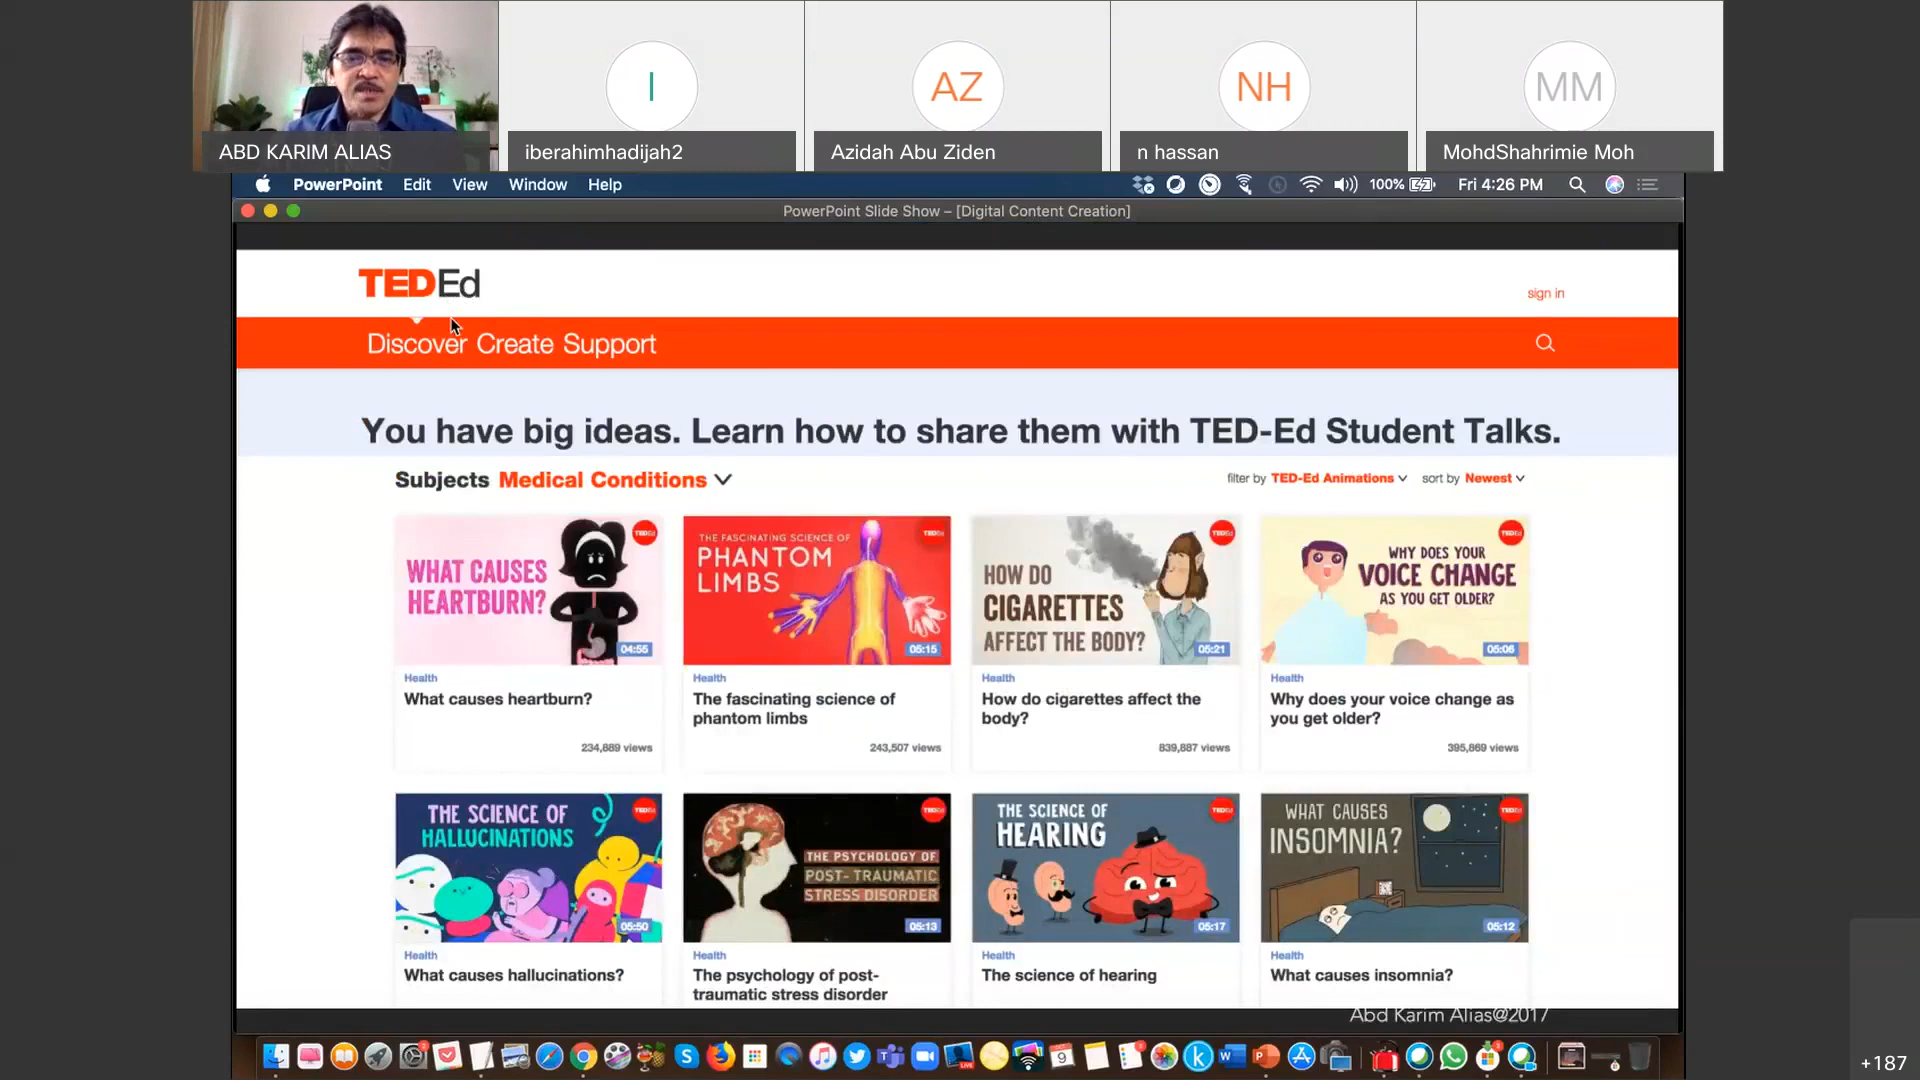 I
AZ
NH
MM
ABD KARIM ALIAS
iberahimhadijah2
Azidah Abu Ziden
n hassan
MohdShahrimie Moh
PowerPoint Edit View Window Help
100%
Fri 4:26 PM
PowerPoint Slide Show – [Digital Content Creation]
TEDEd
sign in
Discover Create Support
You have big ideas. Learn how to share them with TED-Ed Student Talks.
Subjects Medical Conditions
filter by TED-Ed Animations
sort by Newest
WHAT CAUSES
HEARTBURN?
04:55
THE FASCINATING SCIENCE OF
PHANTOM
LIMBS
05:15
HOW DO
CIGARETTES
AFFECT THE BODY?
05:21
WHY DOES YOUR
VOICE CHANGE
AS YOU GET OLDER?
05:06
Health
What causes heartburn?
234,889 views
Health
The fascinating science of
phantom limbs
243,507 views
Health
How do cigarettes affect the
body?
839,887 views
Health
Why does your voice change as
you get older?
395,869 views
THE SCIENCE OF
HALLUCINATIONS
05:50
THE PSYCHOLOGY OF
POST-TRAUMATIC
STRESS DISORDER
05:13
THE SCIENCE OF
HEARING
05:17
WHAT CAUSES
INSOMNIA?
05:12
Health
What causes hallucinations?
Health
The psychology of post-
traumatic stress disorder
Health
The science of hearing
Health
What causes insomnia?
Abd Karim Alias@2017
+187